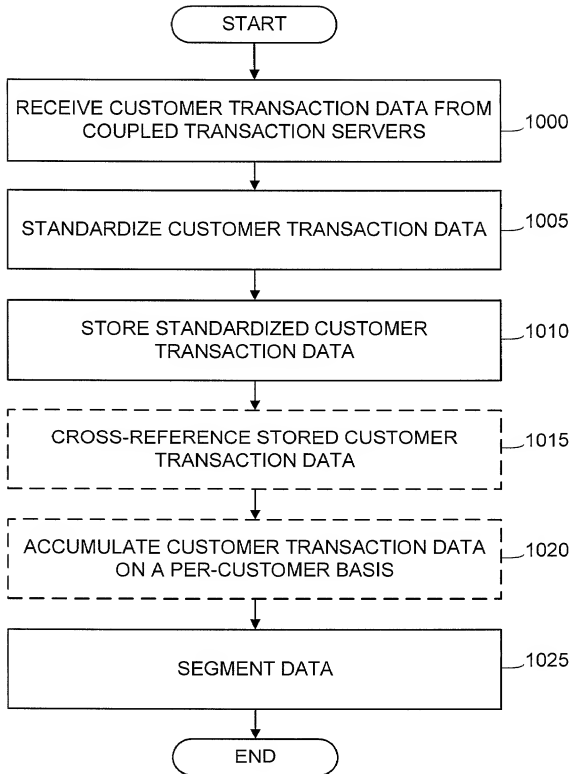 START
RECEIVE CUSTOMER TRANSACTION DATA FROM
COUPLED TRANSACTION SERVERS
1000
STANDARDIZE CUSTOMER TRANSACTION DATA
1005
STORE STANDARDIZED CUSTOMER
TRANSACTION DATA
1010
CROSS-REFERENCE STORED CUSTOMER
TRANSACTION DATA
1015
ACCUMULATE CUSTOMER TRANSACTION DATA
ON A PER-CUSTOMER BASIS
1020
SEGMENT DATA
1025
END